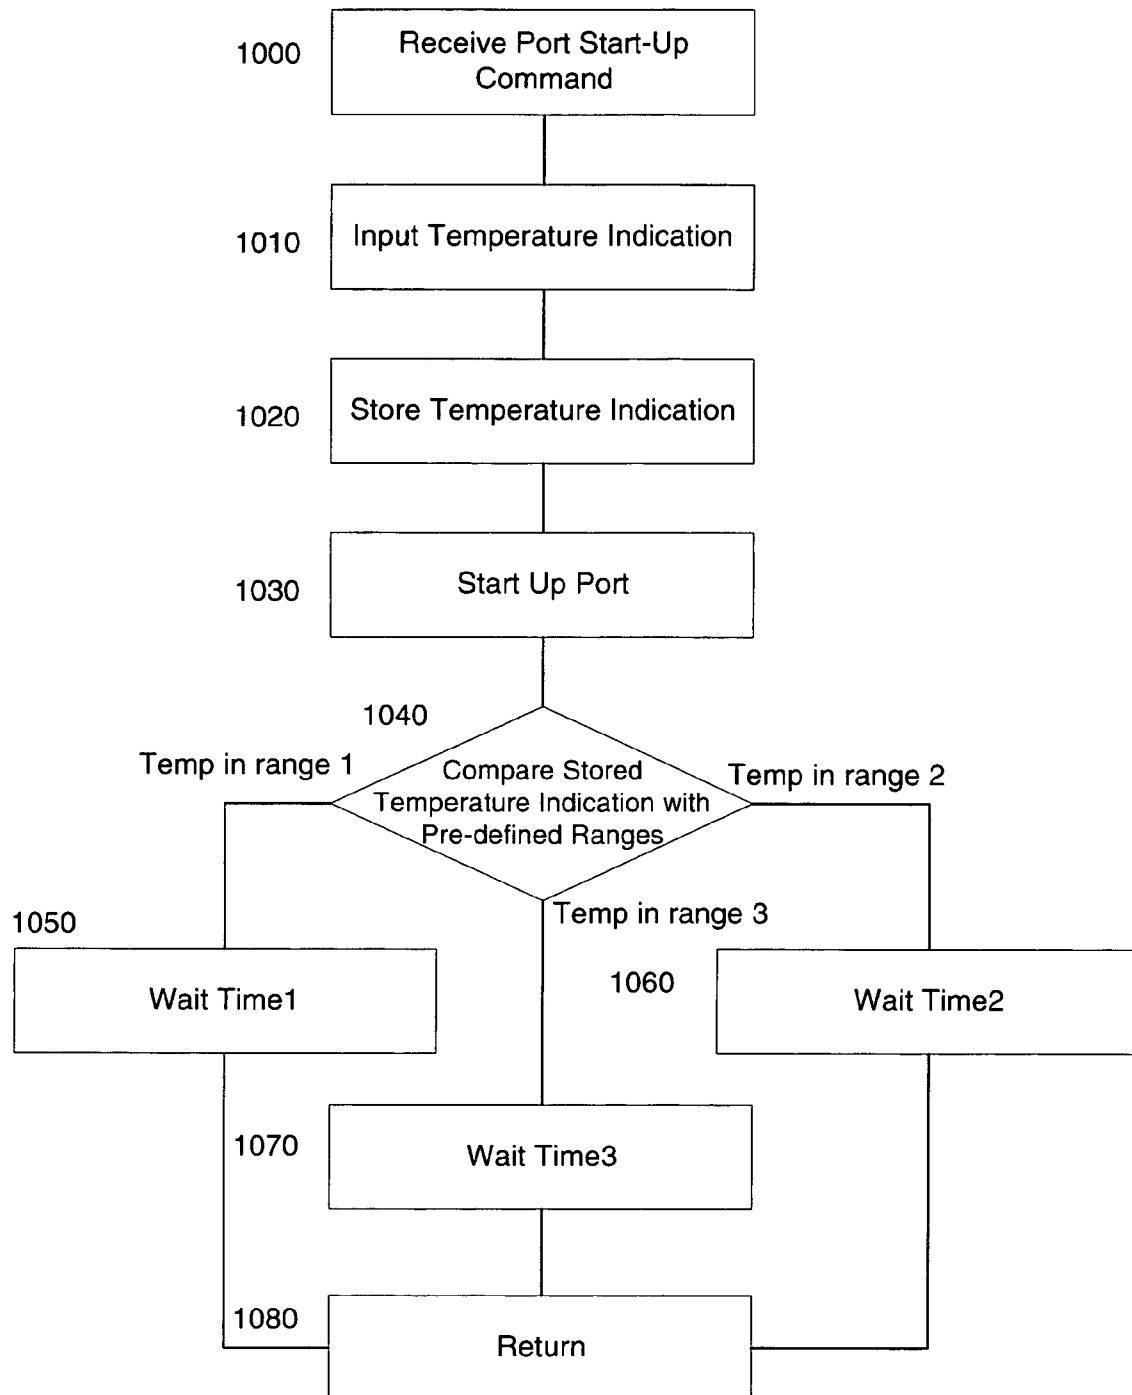 1000
Receive Port Start-Up
Command
1010
Input Temperature Indication
1020
Store Temperature Indication
1030
Start Up Port
1040
Temp in range 1
Compare Stored
Temperature Indication with
Pre-defined Ranges
Temp in range 2
Temp in range 3
1050
Wait Time1
1060
Wait Time2
1070
Wait Time3
1080
Return